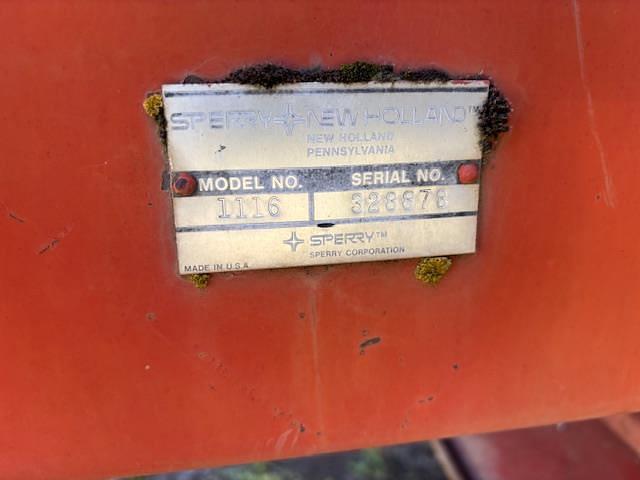 SPERRY NEW HOLLAND™
NEW HOLLAND
PENNSYLVANIA
MODEL NO. SERIAL NO.
1116 328878
SPERRY™
SPERRY CORPORATION
MADE IN U.S.A.